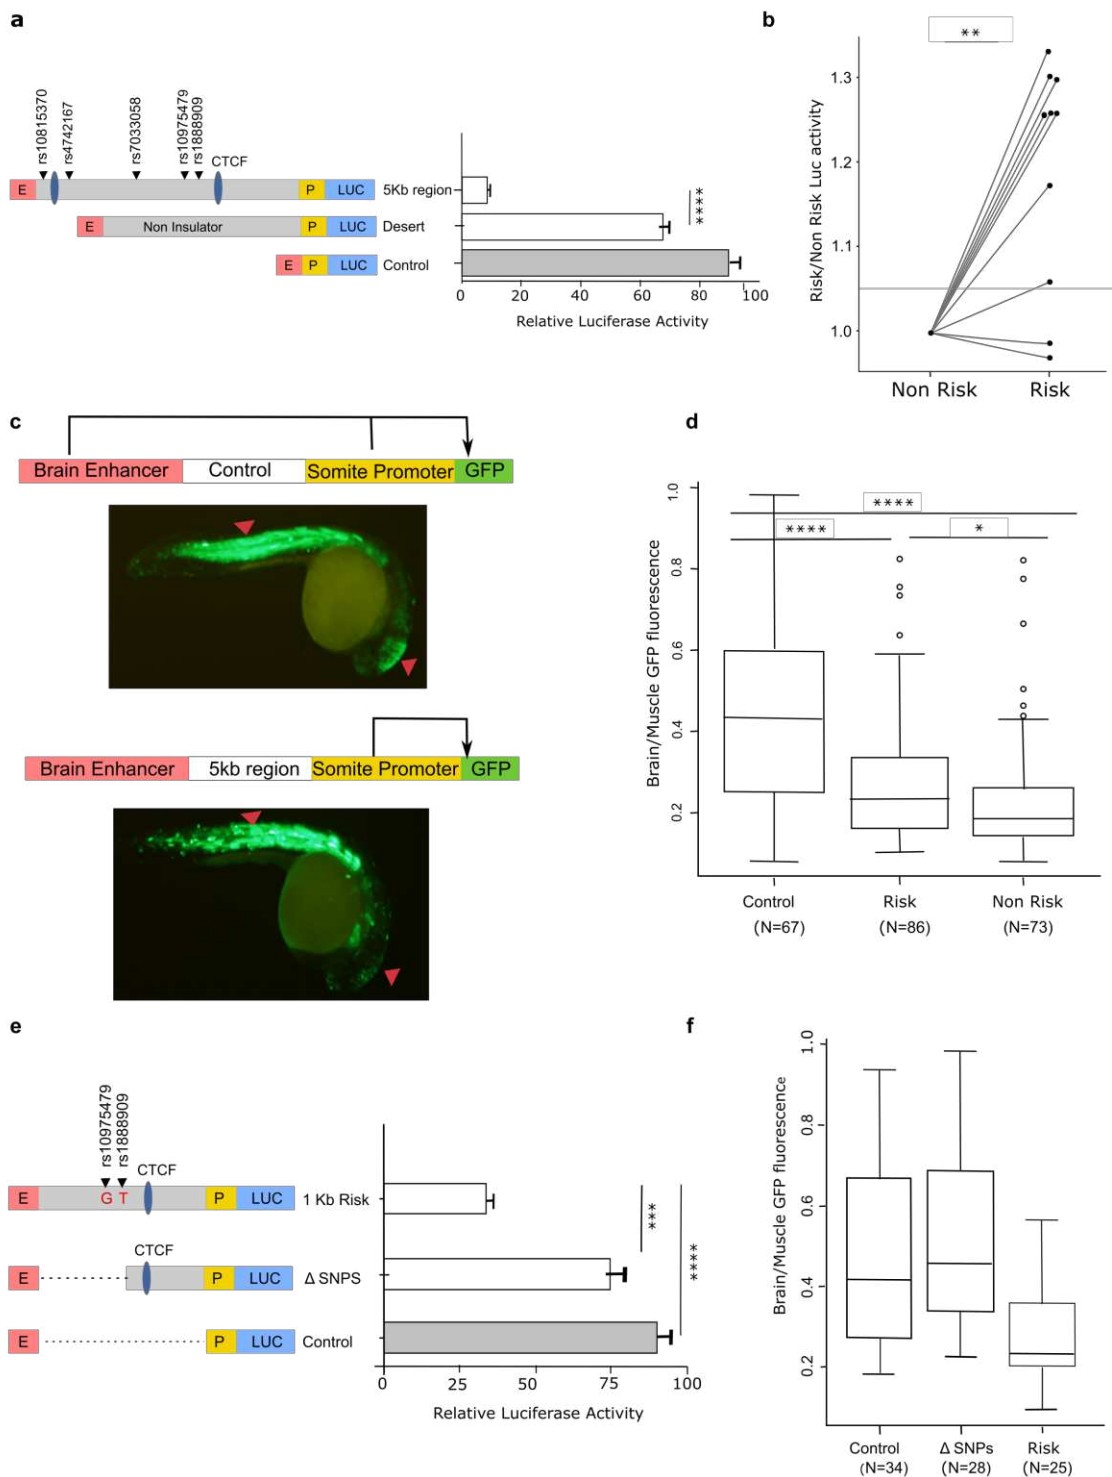 a
rs10815370
rs4742167
rs7033058
rs10975479
rs1888909
CTCF
E P LUC 5Kb region
E Non Insulator P LUC Desert
E P LUC Control
****
0 20 40 60 80 100
Relative Luciferase Activity
b
**
Risk/Non Risk Luc activity
1.3
1.2
1.1
1.0
Non Risk Risk
c
Brain Enhancer Control Somite Promoter GFP
Brain Enhancer 5kb region Somite Promoter GFP
d
Brain/Muscle GFP fluorescence
1.0
0.8
0.6
0.4
0.2
****
**** *
Control Risk Non Risk
(N=67) (N=86) (N=73)
e
rs10975479
rs1888909
CTCF
E G T P LUC 1 Kb Risk
CTCF
E P LUC Δ SNPS
E P LUC Control
***
****
0 25 50 75 100
Relative Luciferase Activity
f
Brain/Muscle GFP fluorescence
1.0
0.8
0.6
0.4
0.2
Control Δ SNPs Risk
(N=34) (N=28) (N=25)